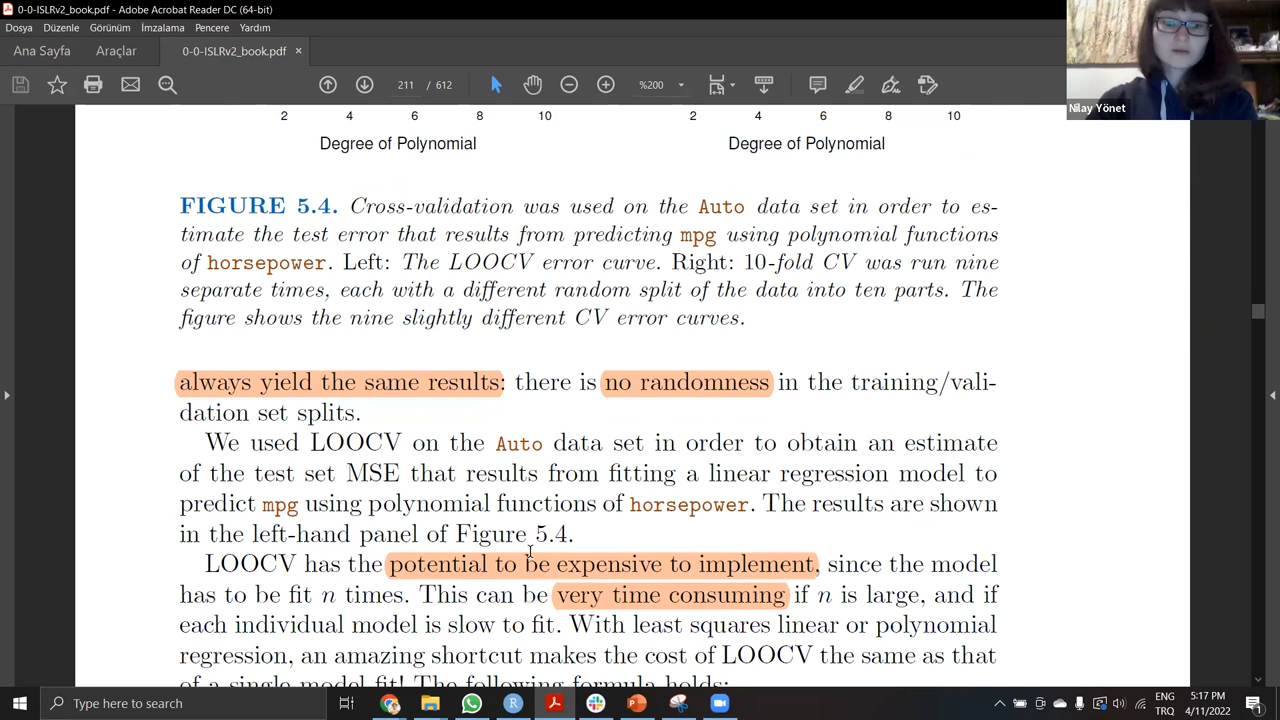 0-0-ISLRv2_book.pdf - Adobe Acrobat Reader DC (64-bit)
Dosya Düzenle Görünüm İmzalama Pencere Yardım
Ana Sayfa Araçlar 0-0-ISLRv2_book.pdf ×
211 / 612 %200
Nilay Yönet
2 4 6 8 10 2 4 6 8 10
Degree of Polynomial Degree of Polynomial
FIGURE 5.4. Cross-validation was used on the Auto data set in order to es-
timate the test error that results from predicting mpg using polynomial functions
of horsepower. Left: The LOOCV error curve. Right: 10-fold CV was run nine
separate times, each with a different random split of the data into ten parts. The
figure shows the nine slightly different CV error curves.
always yield the same results: there is no randomness in the training/vali-
dation set splits.
We used LOOCV on the Auto data set in order to obtain an estimate
of the test set MSE that results from fitting a linear regression model to
predict mpg using polynomial functions of horsepower. The results are shown
in the left-hand panel of Figure 5.4.
LOOCV has the potential to be expensive to implement, since the model
has to be fit n times. This can be very time consuming if n is large, and if
each individual model is slow to fit. With least squares linear or polynomial
regression, an amazing shortcut makes the cost of LOOCV the same as that
of a single model fit! The following formula holds:
Type here to search
ENG
TRQ
5:17 PM
4/11/2022